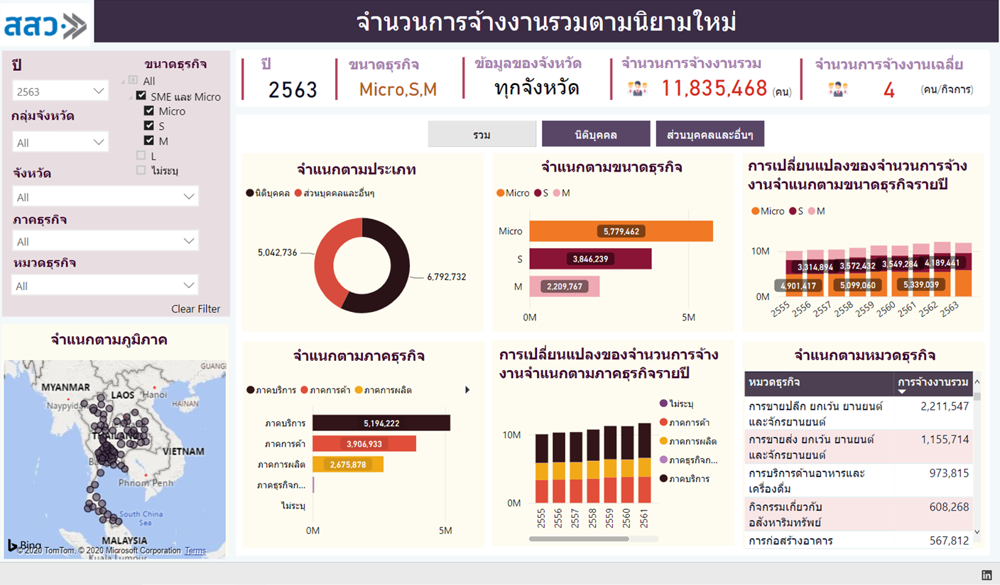 สสว
จำนวนการจ้างงานรวมตามนิยามใหม่
ปี
2563
กลุ่มจังหวัด
All
ขนาดธุรกิจ
All
SME และ Micro
Micro
S
M
L
ไม่ระบุ
จังหวัด
All
ภาคธุรกิจ
All
หมวดธุรกิจ
All
Clear Filter
ปี
2563
ขนาดธุรกิจ
Micro,S,M
ข้อมูลของจังหวัด
ทุกจังหวัด
จำนวนการจ้างงานรวม
11,835,468 (คน)
จำนวนการจ้างงานเฉลี่ย
4 (คน/กิจการ)
รวม
นิติบุคคล
ส่วนบุคคลและอื่นๆ
จำแนกตามประเภท
นิติบุคคล ส่วนบุคคลและอื่นๆ
5,042,736
6,792,732
จำแนกตามขนาดธุรกิจ
Micro S M
Micro 5,779,462
S 3,846,239
M 2,209,767
0M 5M
การเปลี่ยนแปลงของจำนวนการจ้าง
งานจำแนกตามขนาดธุรกิจรายปี
Micro S M
10M
3,314,894 3,572,432 3,549,284 4,189,441
4,901,417 5,099,060 5,339,039
0M
2555 2556 2557 2558 2559 2560 2561 2562 2563
จำแนกตามภูมิภาค
GUANG
MYANMAR
LAOS
Hanoi
Naypyidaw
HAINAN
THAILAND
VIETNAM
Phnom Penh
South China
Sea
MALAYSIA
Kuala Lumpur
Bing
© 2020 TomTom, © 2020 Microsoft Corporation Terms
จำแนกตามภาคธุรกิจ
ภาคบริการ ภาคการค้า ภาคการผลิต
ภาคบริการ 5,194,222
ภาคการค้า 3,906,933
ภาคการผลิต 2,675,878
ภาคธุรกิจก...
ไม่ระบุ
0M 5M
การเปลี่ยนแปลงของจำนวนการจ้าง
งานจำแนกตามภาคธุรกิจรายปี
ไม่ระบุ
ภาคการค้า
ภาคการผลิต
ภาคธุรกิจก...
ภาคบริการ
10M
0M
2555 2556 2557 2558 2559 2560 2561
จำแนกตามหมวดธุรกิจ
หมวดธุรกิจ การจ้างงานรวม
การขายปลีก ยกเว้น ยานยนต์ 2,211,547
และจักรยานยนต์
การขายส่ง ยกเว้น ยานยนต์ 1,155,714
และจักรยานยนต์
การบริการด้านอาหารและ 973,815
เครื่องดื่ม
กิจกรรมเกี่ยวกับ 608,268
อสังหาริมทรัพย์
การก่อสร้างอาคาร 567,812
in